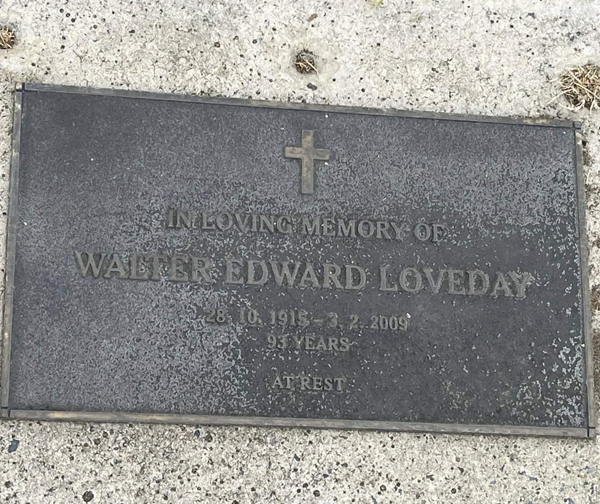 IN LOVING MEMORY OF
WALTER EDWARD LOVEDAY
28. 10. 1915 - 3. 2. 2009
93 YEARS
AT REST